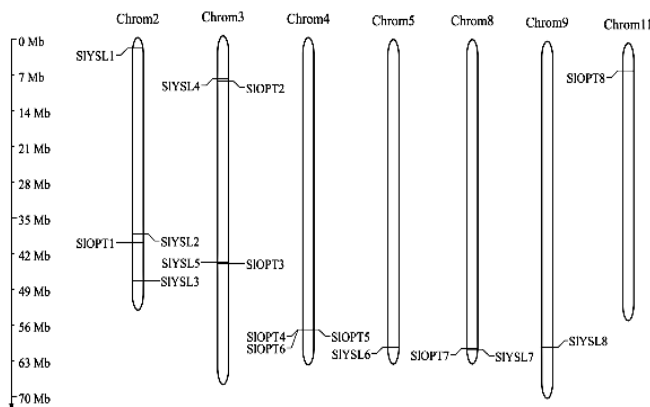 Chrom2
Chrom3
Chrom4
Chrom5
Chrom8
Chrom9
Chrom11
0 Mb
7 Mb
14 Mb
21 Mb
28 Mb
35 Mb
42 Mb
49 Mb
56 Mb
63 Mb
70 Mb
SlYSL1
SlYSL2
SlOPT1
SlYSL3
SlYSL4
SlOPT2
SlYSL5
SlOPT3
SlOPT4
SlOPT5
SlOPT6
SlYSL6
SlOPT7
SlYSL7
SlYSL8
SlOPT8